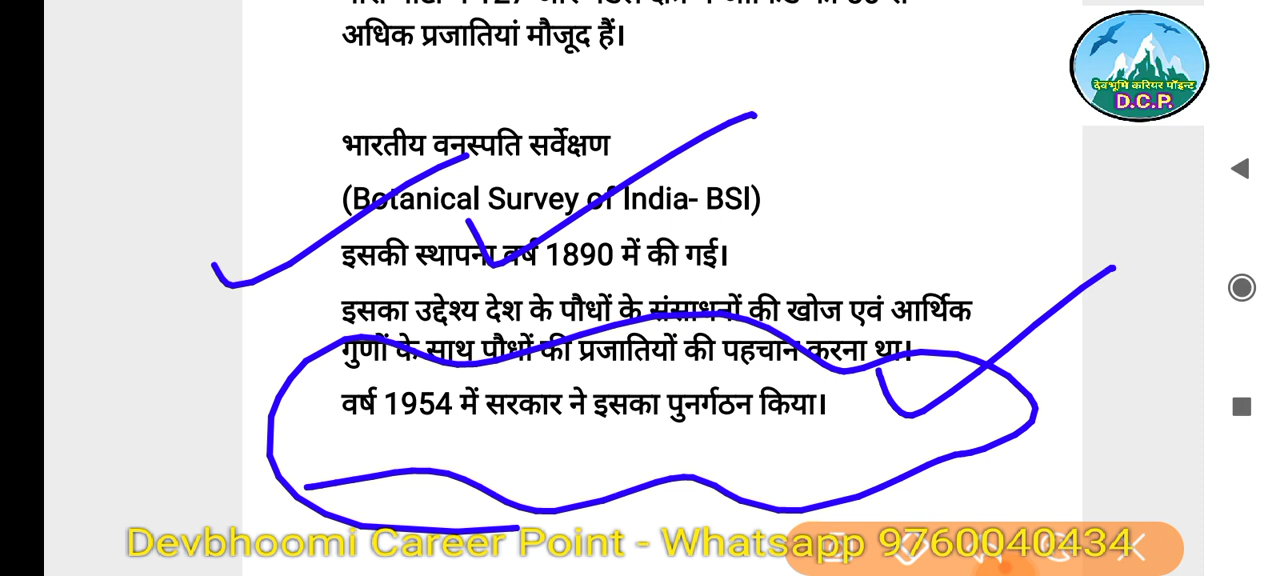 अधिक प्रजातियां मौजूद हैं।
भारतीय वनस्पति सर्वेक्षण
(Botanical Survey of India- BSI)
इसकी स्थापना वर्ष 1890 में की गई।
इसका उद्देश्य देश के पौधों के संसाधनों की खोज एवं आर्थिक
गुणों के साथ पौधों की प्रजातियों की पहचान करना था।
वर्ष 1954 में सरकार ने इसका पुनर्गठन किया।
देवभूमि करियर पॉइन्ट
D.C.P.
Devbhoomi Career Point - Whatsapp 9760040434